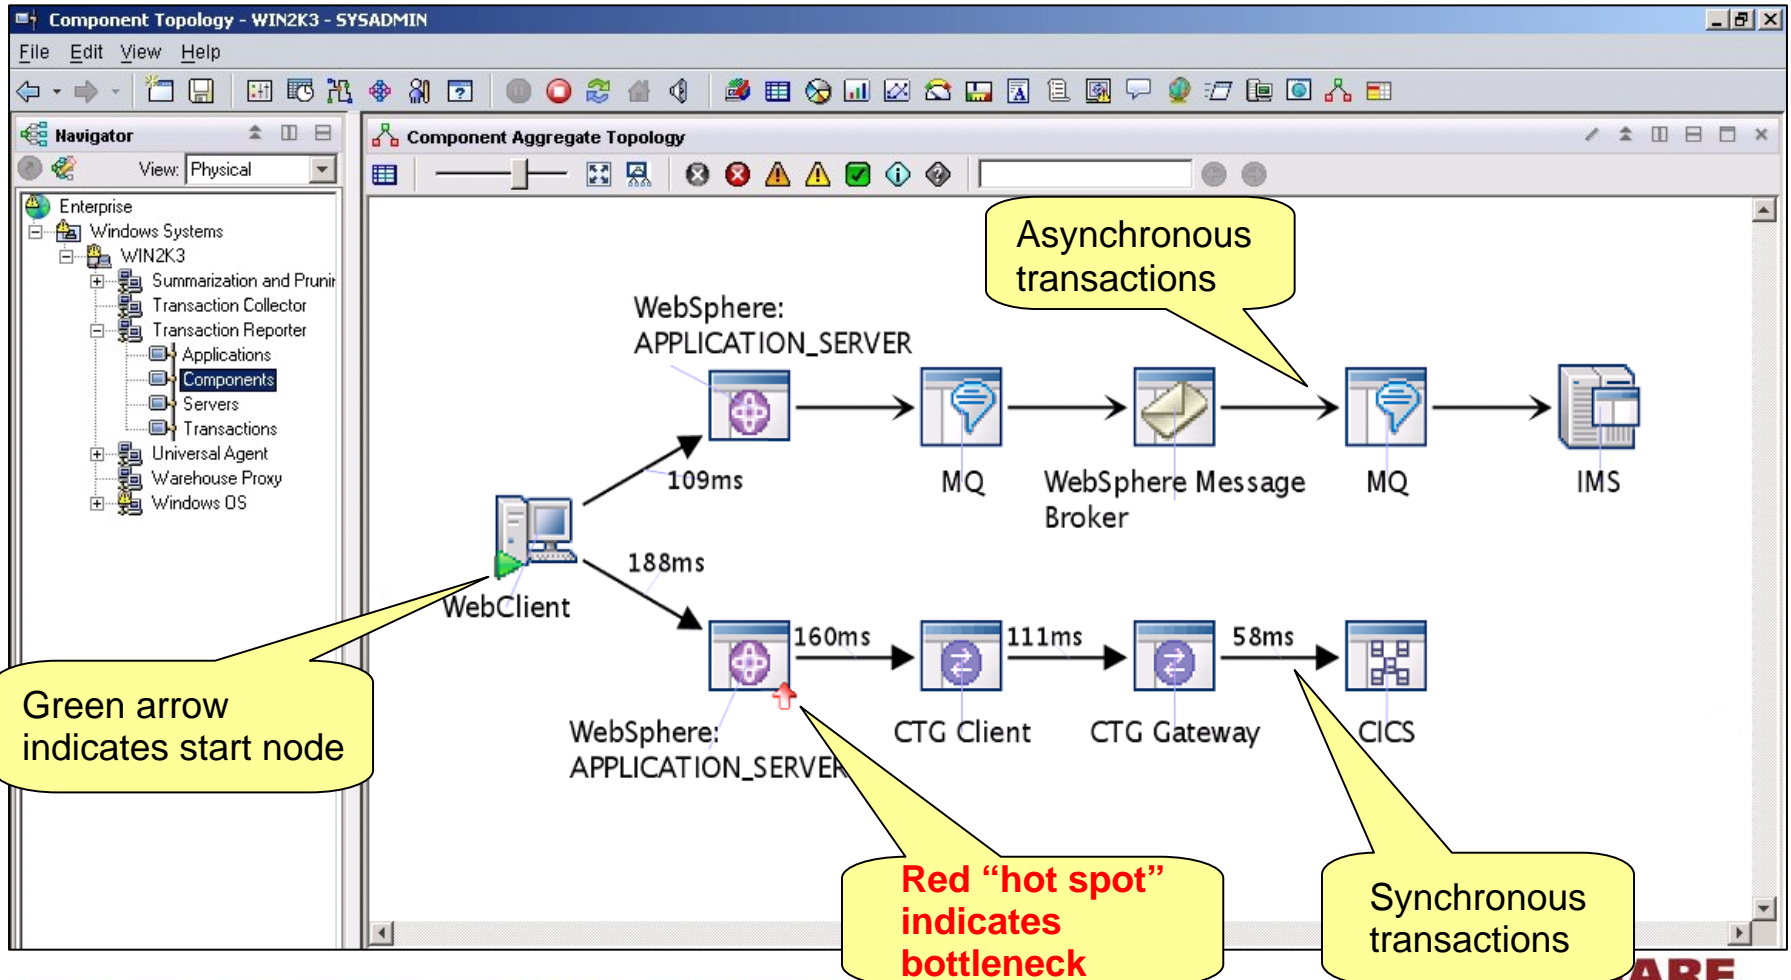 Component Topology - WIN2K3 - SYSADMIN
File Edit View Help
Navigator
View: Physical
Enterprise
Windows Systems
WIN2K3
Summarization and Prunin
Transaction Collector
Transaction Reporter
Applications
Components
Servers
Transactions
Universal Agent
Warehouse Proxy
Windows OS
Component Aggregate Topology
Asynchronous
transactions
WebSphere:
APPLICATION_SERVER
109ms
MQ
WebSphere Message
Broker
MQ
IMS
WebClient
188ms
160ms
111ms
58ms
WebSphere:
APPLICATION_SERVER
CTG Client
CTG Gateway
CICS
Green arrow
indicates start node
Red “hot spot”
indicates
bottleneck
Synchronous
transactions